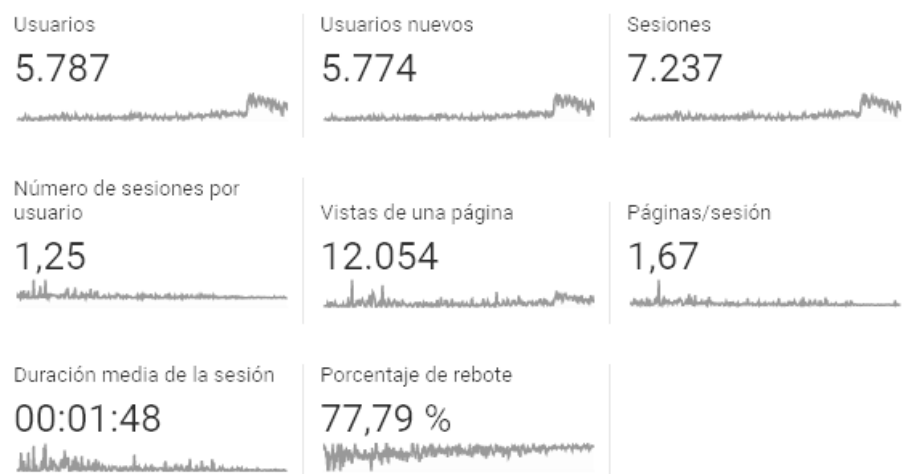 Usuarios
5.787
Usuarios nuevos
5.774
Sesiones
7.237
Número de sesiones por
usuario
1,25
Vistas de una página
12.054
Páginas/sesión
1,67
Duración media de la sesión
00:01:48
Porcentaje de rebote
77,79 %